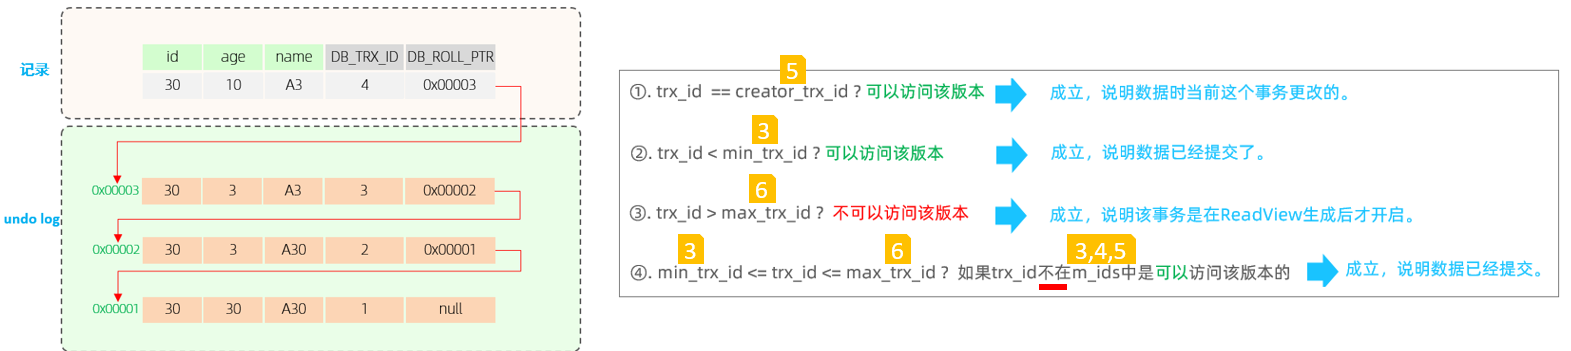 记录
id age name DB_TRX_ID DB_ROLL_PTR
30 10 A3 4 0x00003
undo log
0x00003 30 3 A3 3 0x00002
0x00002 30 3 A30 2 0x00001
0x00001 30 30 A30 1 null
5
①. trx_id == creator_trx_id ? 可以访问该版本 成立，说明数据时当前这个事务更改的。
3
②. trx_id < min_trx_id ? 可以访问该版本 成立，说明数据已经提交了。
6
③. trx_id > max_trx_id ? 不可以访问该版本 成立，说明该事务是在ReadView生成后才开启。
3 6 3,4,5
④. min_trx_id <= trx_id <= max_trx_id ? 如果trx_id不在m_ids中是可以访问该版本的 成立，说明数据已经提交。